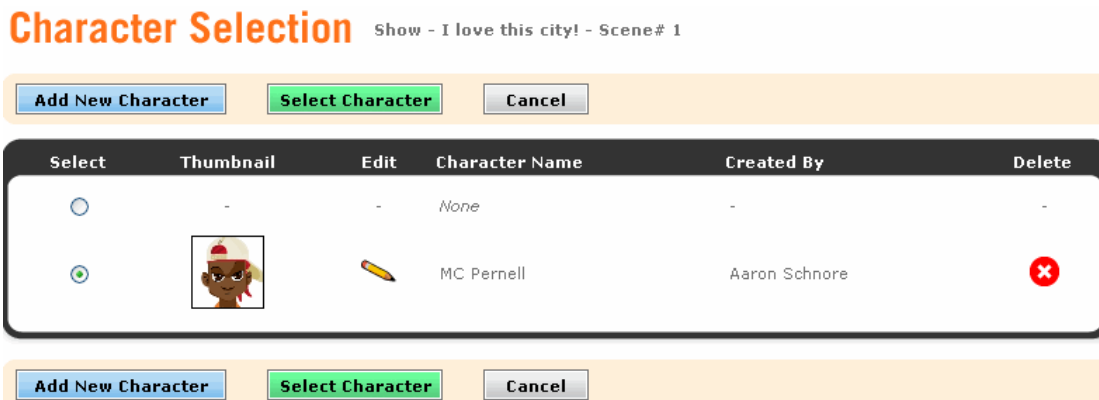 Character Selection Show - I love this city! - Scene# 1
Add New Character Select Character Cancel
Select Thumbnail Edit Character Name Created By Delete
- - None - -
MC Pernell Aaron Schnore
Add New Character Select Character Cancel